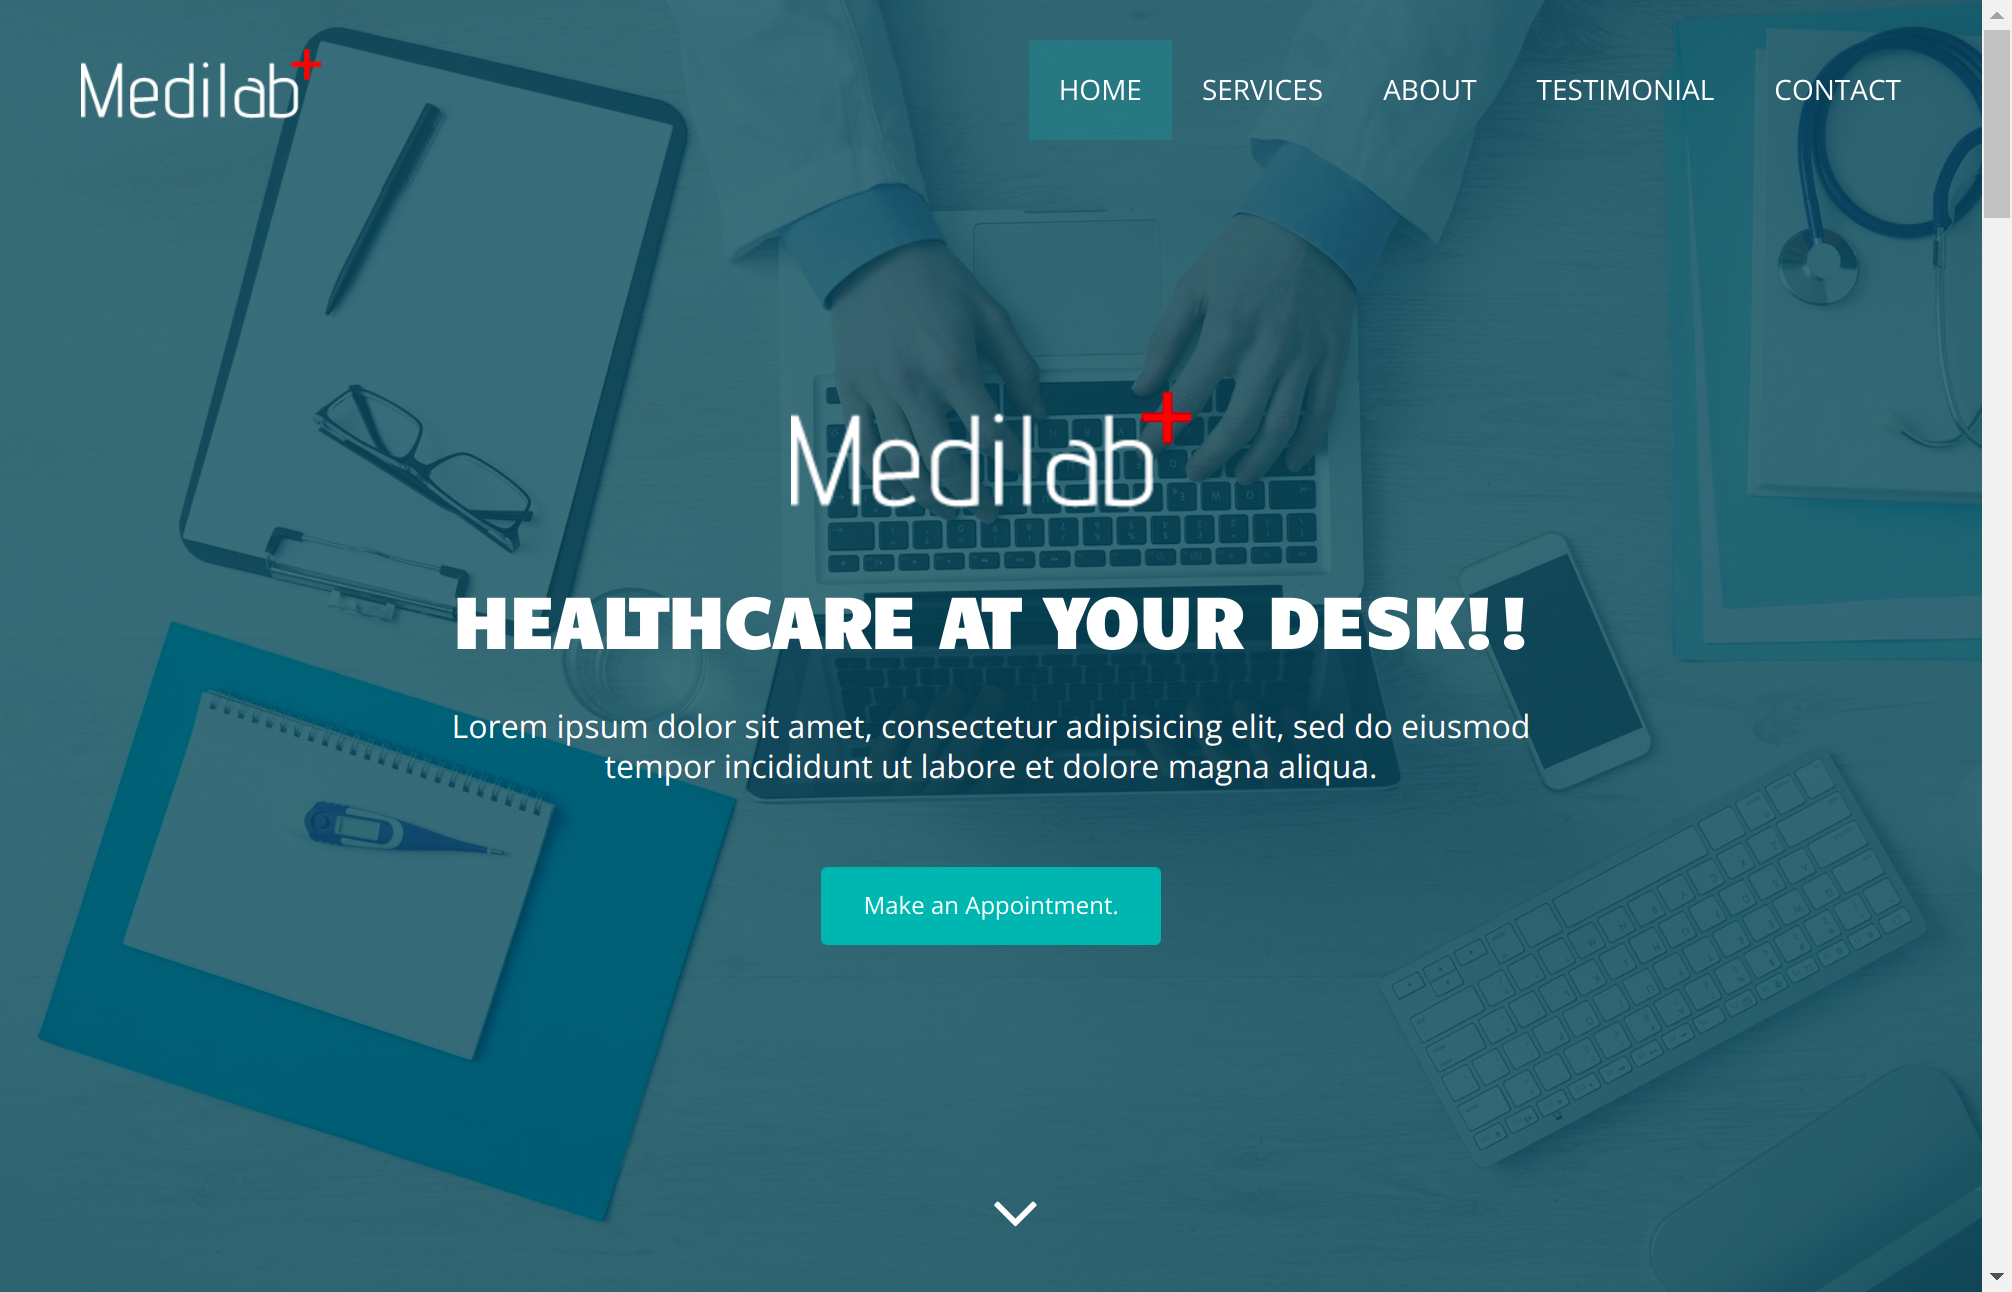 Medilab+
HOME SERVICES ABOUT TESTIMONIAL CONTACT
Medilab+
HEALTHCARE AT YOUR DESK!!
Lorem ipsum dolor sit amet, consectetur adipisicing elit, sed do eiusmod
tempor incididunt ut labore et dolore magna aliqua.
Make an Appointment.